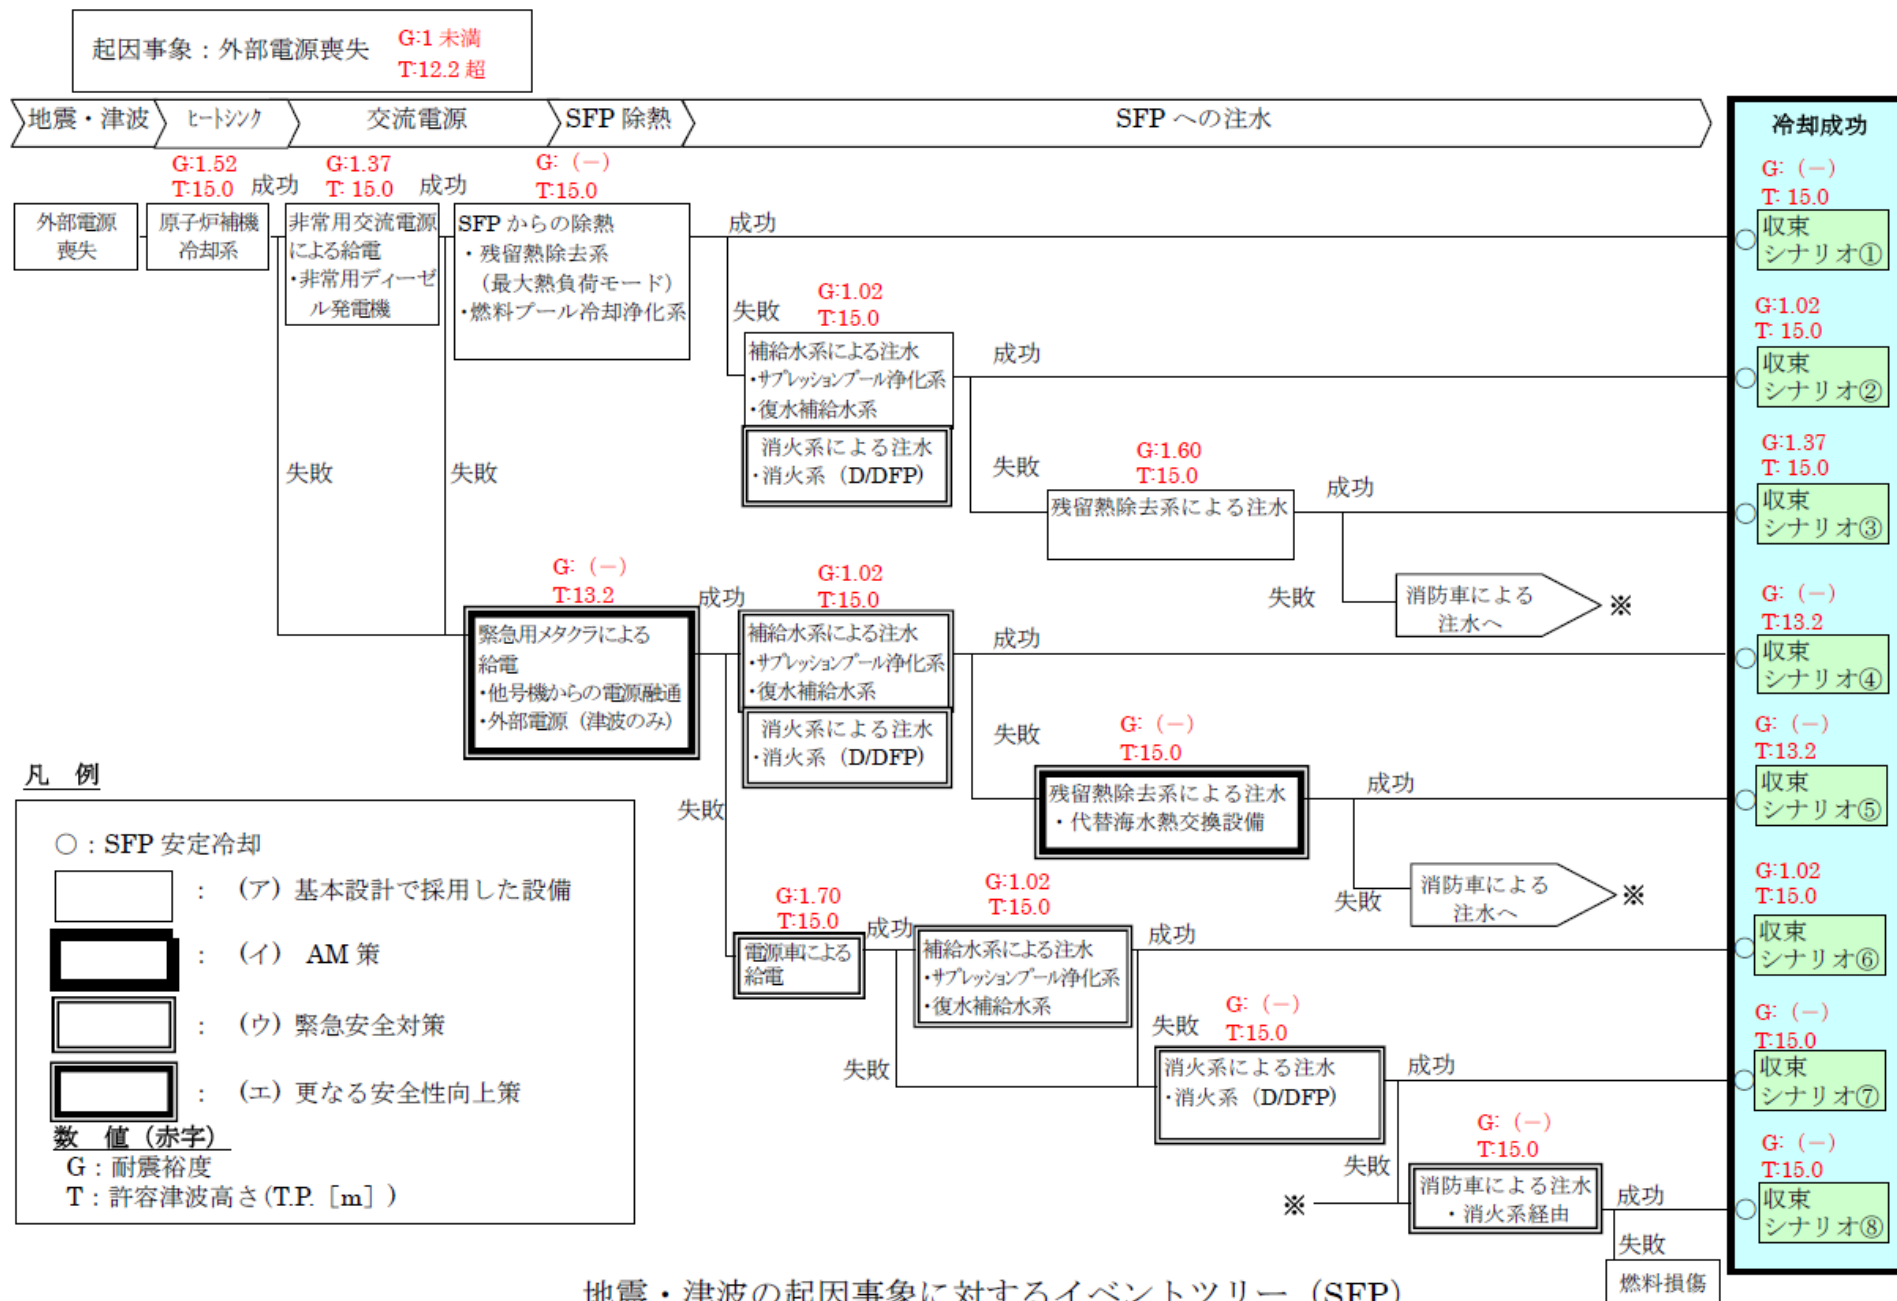 起因事象：外部電源喪失
G:1 未満
T:12.2 超
地震・津波
ﾋｰﾄｼﾝｸ
交流電源
SFP 除熱
SFP への注水
冷却成功
G:1.52
T:15.0
成功
G:1.37
T: 15.0
成功
G:（－）
T:15.0
G:（－）
T: 15.0
外部電源
喪失
原子炉補機
冷却系
非常用交流電源
による給電
・非常用ディーゼ
ル発電機
SFP からの除熱
・残留熱除去系
（最大熱負荷モード）
・燃料プール冷却浄化系
成功
収束
シナリオ①
失敗
G:1.02
T:15.0
G:1.02
T: 15.0
補給水系による注水
・ｻﾌﾟﾚｯｼｮﾝﾌﾟｰﾙ浄化系
・復水補給水系
消火系による注水
・消火系（D/DFP)
成功
収束
シナリオ②
失敗
失敗
失敗
G:1.60
T:15.0
G:1.37
T: 15.0
残留熱除去系による注水
成功
収束
シナリオ③
失敗
消防車による
注水へ
※
G:（－）
T:13.2
成功
G:1.02
T:15.0
G:（－）
T:13.2
緊急用メタクラによる
給電
・他号機からの電源融通
・外部電源（津波のみ）
補給水系による注水
・ｻﾌﾟﾚｯｼｮﾝﾌﾟｰﾙ浄化系
・復水補給水系
消火系による注水
・消火系（D/DFP)
成功
収束
シナリオ④
失敗
失敗
G:（－）
T:15.0
G:（－）
T:13.2
残留熱除去系による注水
・代替海水熱交換設備
成功
収束
シナリオ⑤
失敗
消防車による
注水へ
※
G:1.70
T:15.0
成功
G:1.02
T:15.0
G:1.02
T:15.0
電源車による
給電
補給水系による注水
・ｻﾌﾟﾚｯｼｮﾝﾌﾟｰﾙ浄化系
・復水補給水系
成功
収束
シナリオ⑥
失敗
失敗
G:（－）
T:15.0
G:（－）
T:15.0
消火系による注水
・消火系（D/DFP)
成功
収束
シナリオ⑦
失敗
G:（－）
T:15.0
G:（－）
T:15.0
※
消防車による注水
・消火系経由
成功
収束
シナリオ⑧
失敗
燃料損傷
凡　例
○：SFP 安定冷却
：　(ア) 基本設計で採用した設備
：　(イ)　AM 策
：　(ウ) 緊急安全対策
：　(エ) 更なる安全性向上策
数　値（赤字）
G：耐震裕度
T：許容津波高さ(T.P.［m］)
地震・津波の起因事象に対するイベントツリー（SFP）